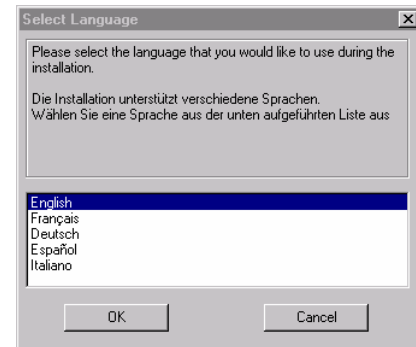 Select Language
Please select the language that you would like to use during the
installation.
Die Installation unterstützt verschiedene Sprachen.
Wählen Sie eine Sprache aus der unten aufgeführten Liste aus
English
Français
Deutsch
Español
Italiano
OK
Cancel